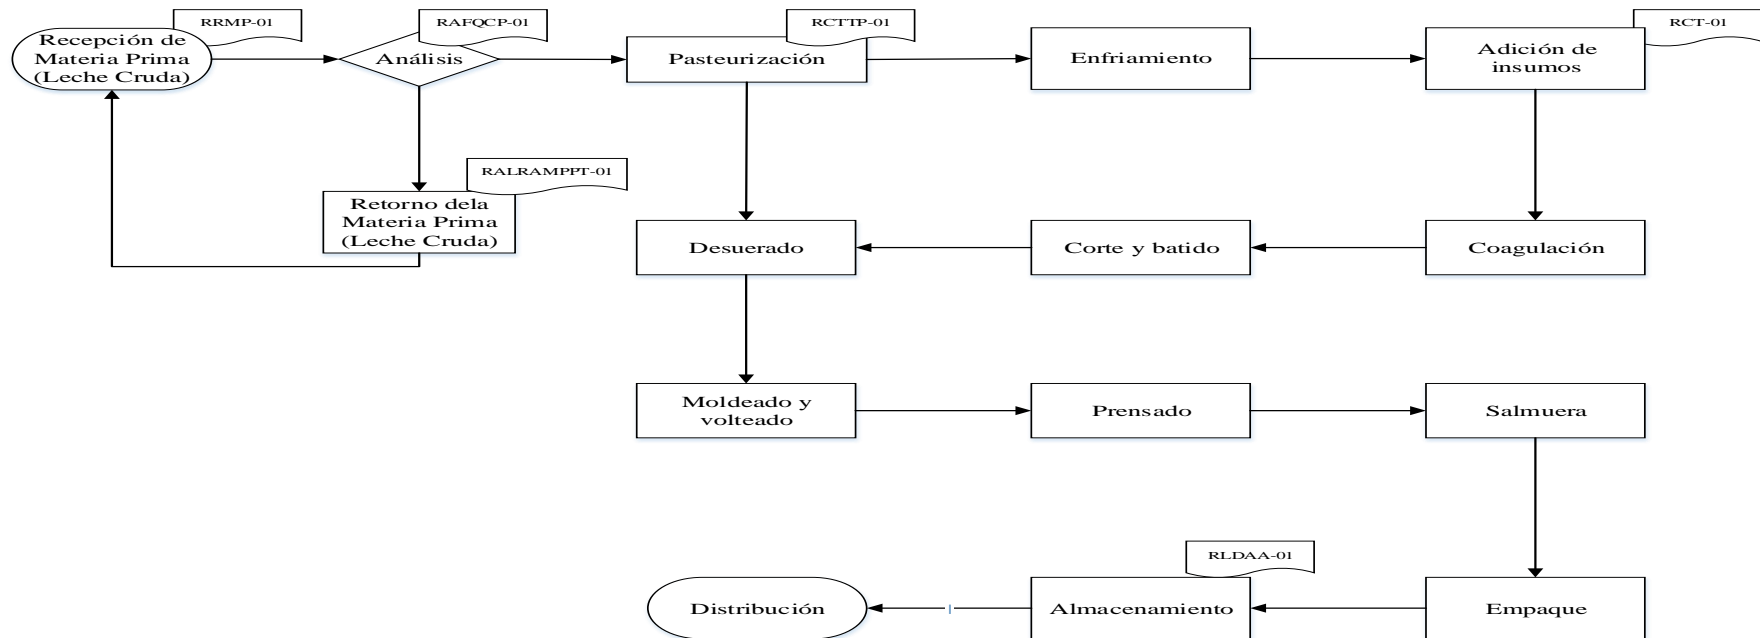 RRMP-01
Recepción de
Materia Prima
(Leche Cruda)
RAFQCP-01
Análisis
RCTTP-01
Pasteurización
Enfriamiento
RCT-01
Adición de
insumos
RALRAMPPT-01
Retorno dela
Materia Prima
(Leche Cruda)
Desuerado
Corte y batido
Coagulación
Moldeado y
volteado
Prensado
Salmuera
RLDAA-01
Distribución
Almacenamiento
Empaque